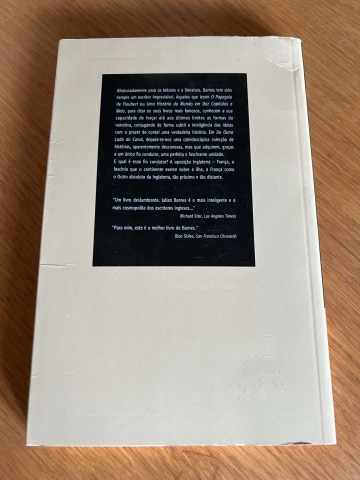 Afortunadamente para os leitores e a literatura, Barnes tem sido
sempre um escritor imprevisível. Aqueles que leram O Papagaio
de Flaubert ou Uma História do Mundo em Dez Capítulos e
Meio, para citar os seus livros mais famosos, conhecem a sua
capacidade de forçar até aos últimos limites as formas da
narrativa, conjugando de forma subtil a inteligência das ideias
com o prazer de contar uma verdadeira história. Em Do Outro
Lado do Canal, depara-se-nos uma caleidoscópica colecção de
histórias, aparentemente desconexas, mas que adquirem, graças
a um único fio condutor, uma perfeita e fascinante unidade.
E qual é esse fio condutor? A oposição Inglaterra - França, o
fascínio que o continente exerce sobre a ilha, a França como
o Outro absoluto da Inglaterra, tão próximo e tão distante.
"Um livro deslumbrante. Julian Barnes é o mais inteligente e o
mais cosmopolita dos escritores ingleses..."
(Richard Eder, Los Angeles Times)
"Para mim, este é o melhor livro de Barnes."
(Don Skiles, San Francisco Chronicle)